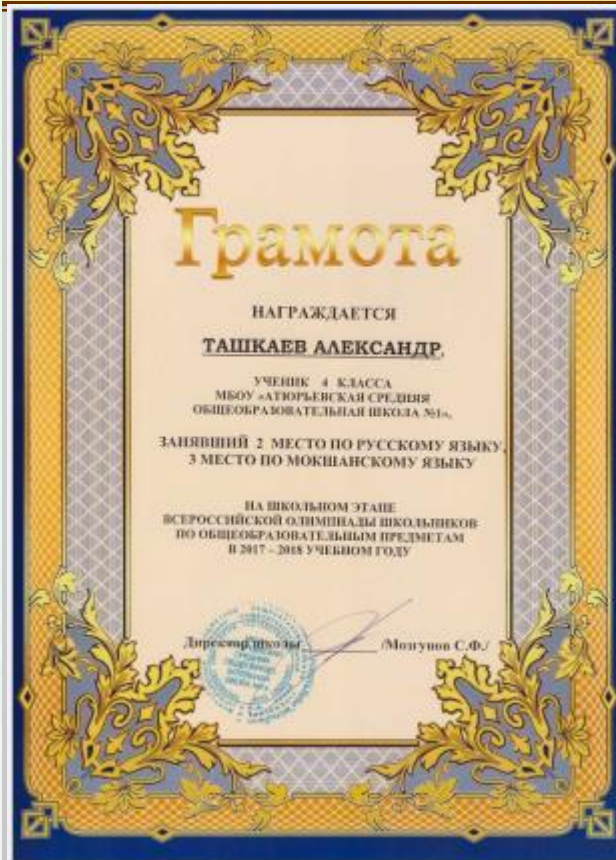 Грамота
НАГРАЖДАЕТСЯ
ТАШКАЕВ АЛЕКСАНДР,
УЧЕНИК 4 КЛАССА
МБОУ «АТЮРЬЕВСКАЯ СРЕДНЯЯ
ОБЩЕОБРАЗОВАТЕЛЬНАЯ ШКОЛА №1»,
ЗАНЯВШИЙ 2 МЕСТО ПО РУССКОМУ ЯЗЫКУ,
3 МЕСТО ПО МОКШАНСКОМУ ЯЗЫКУ
НА ШКОЛЬНОМ ЭТАПЕ
ВСЕРОССИЙСКОЙ ОЛИМПИАДЫ ШКОЛЬНИКОВ
ПО ОБЩЕОБРАЗОВАТЕЛЬНЫМ ПРЕДМЕТАМ
В 2017 – 2018 УЧЕБНОМ ГОДУ
Директор школы /Мозгунов С.Ф./